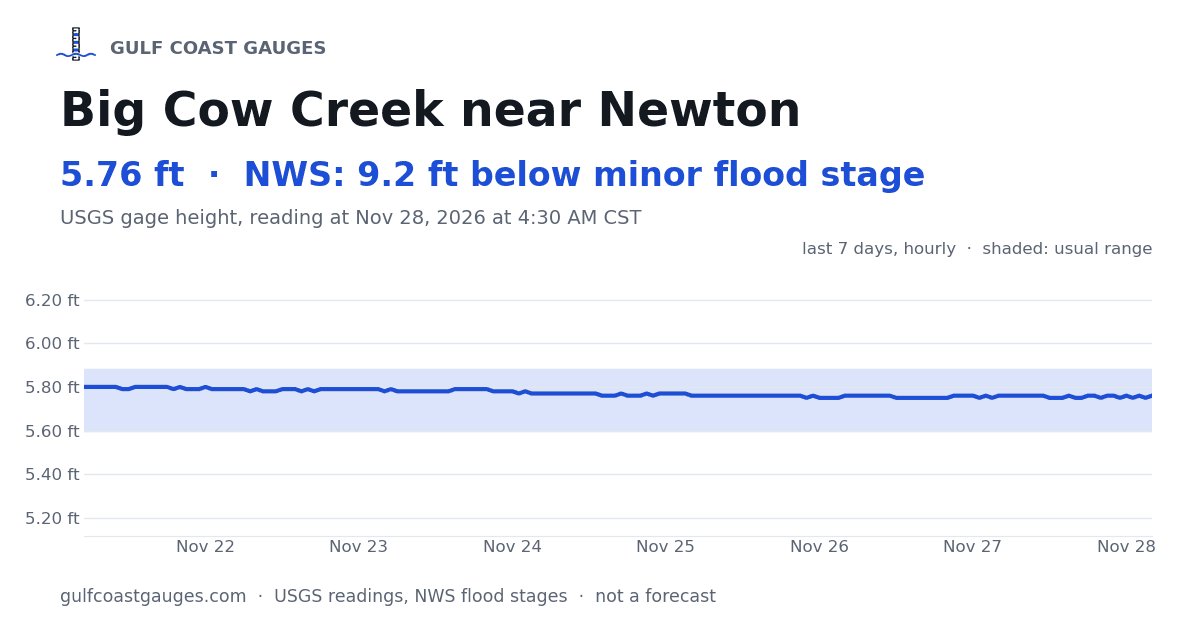 GULF COAST GAUGES
Big Cow Creek near Newton
5.76 ft · NWS: 9.2 ft below minor flood stage
USGS gage height, reading at Nov 28, 2026 at 4:30 AM CST
last 7 days, hourly · shaded: usual range
6.20 ft
6.00 ft
5.80 ft
5.60 ft
5.40 ft
5.20 ft
Nov 22 Nov 23 Nov 24 Nov 25 Nov 26 Nov 27 Nov 28
gulfcoastgauges.com · USGS readings, NWS flood stages · not a forecast